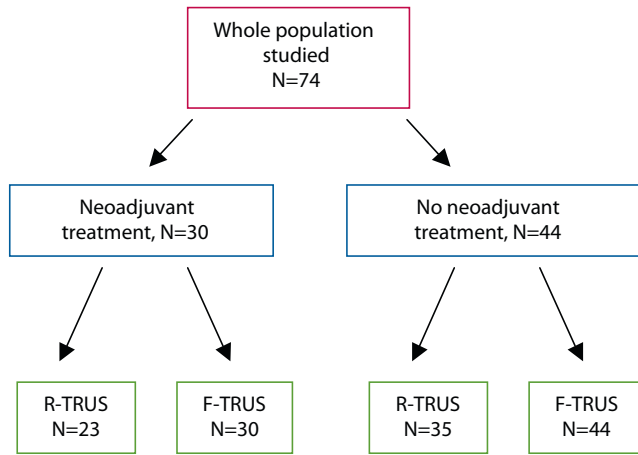 Whole population
studied
N=74
Neoadjuvant
treatment, N=30
No neoadjuvant
treatment, N=44
R-TRUS
N=23
F-TRUS
N=30
R-TRUS
N=35
F-TRUS
N=44